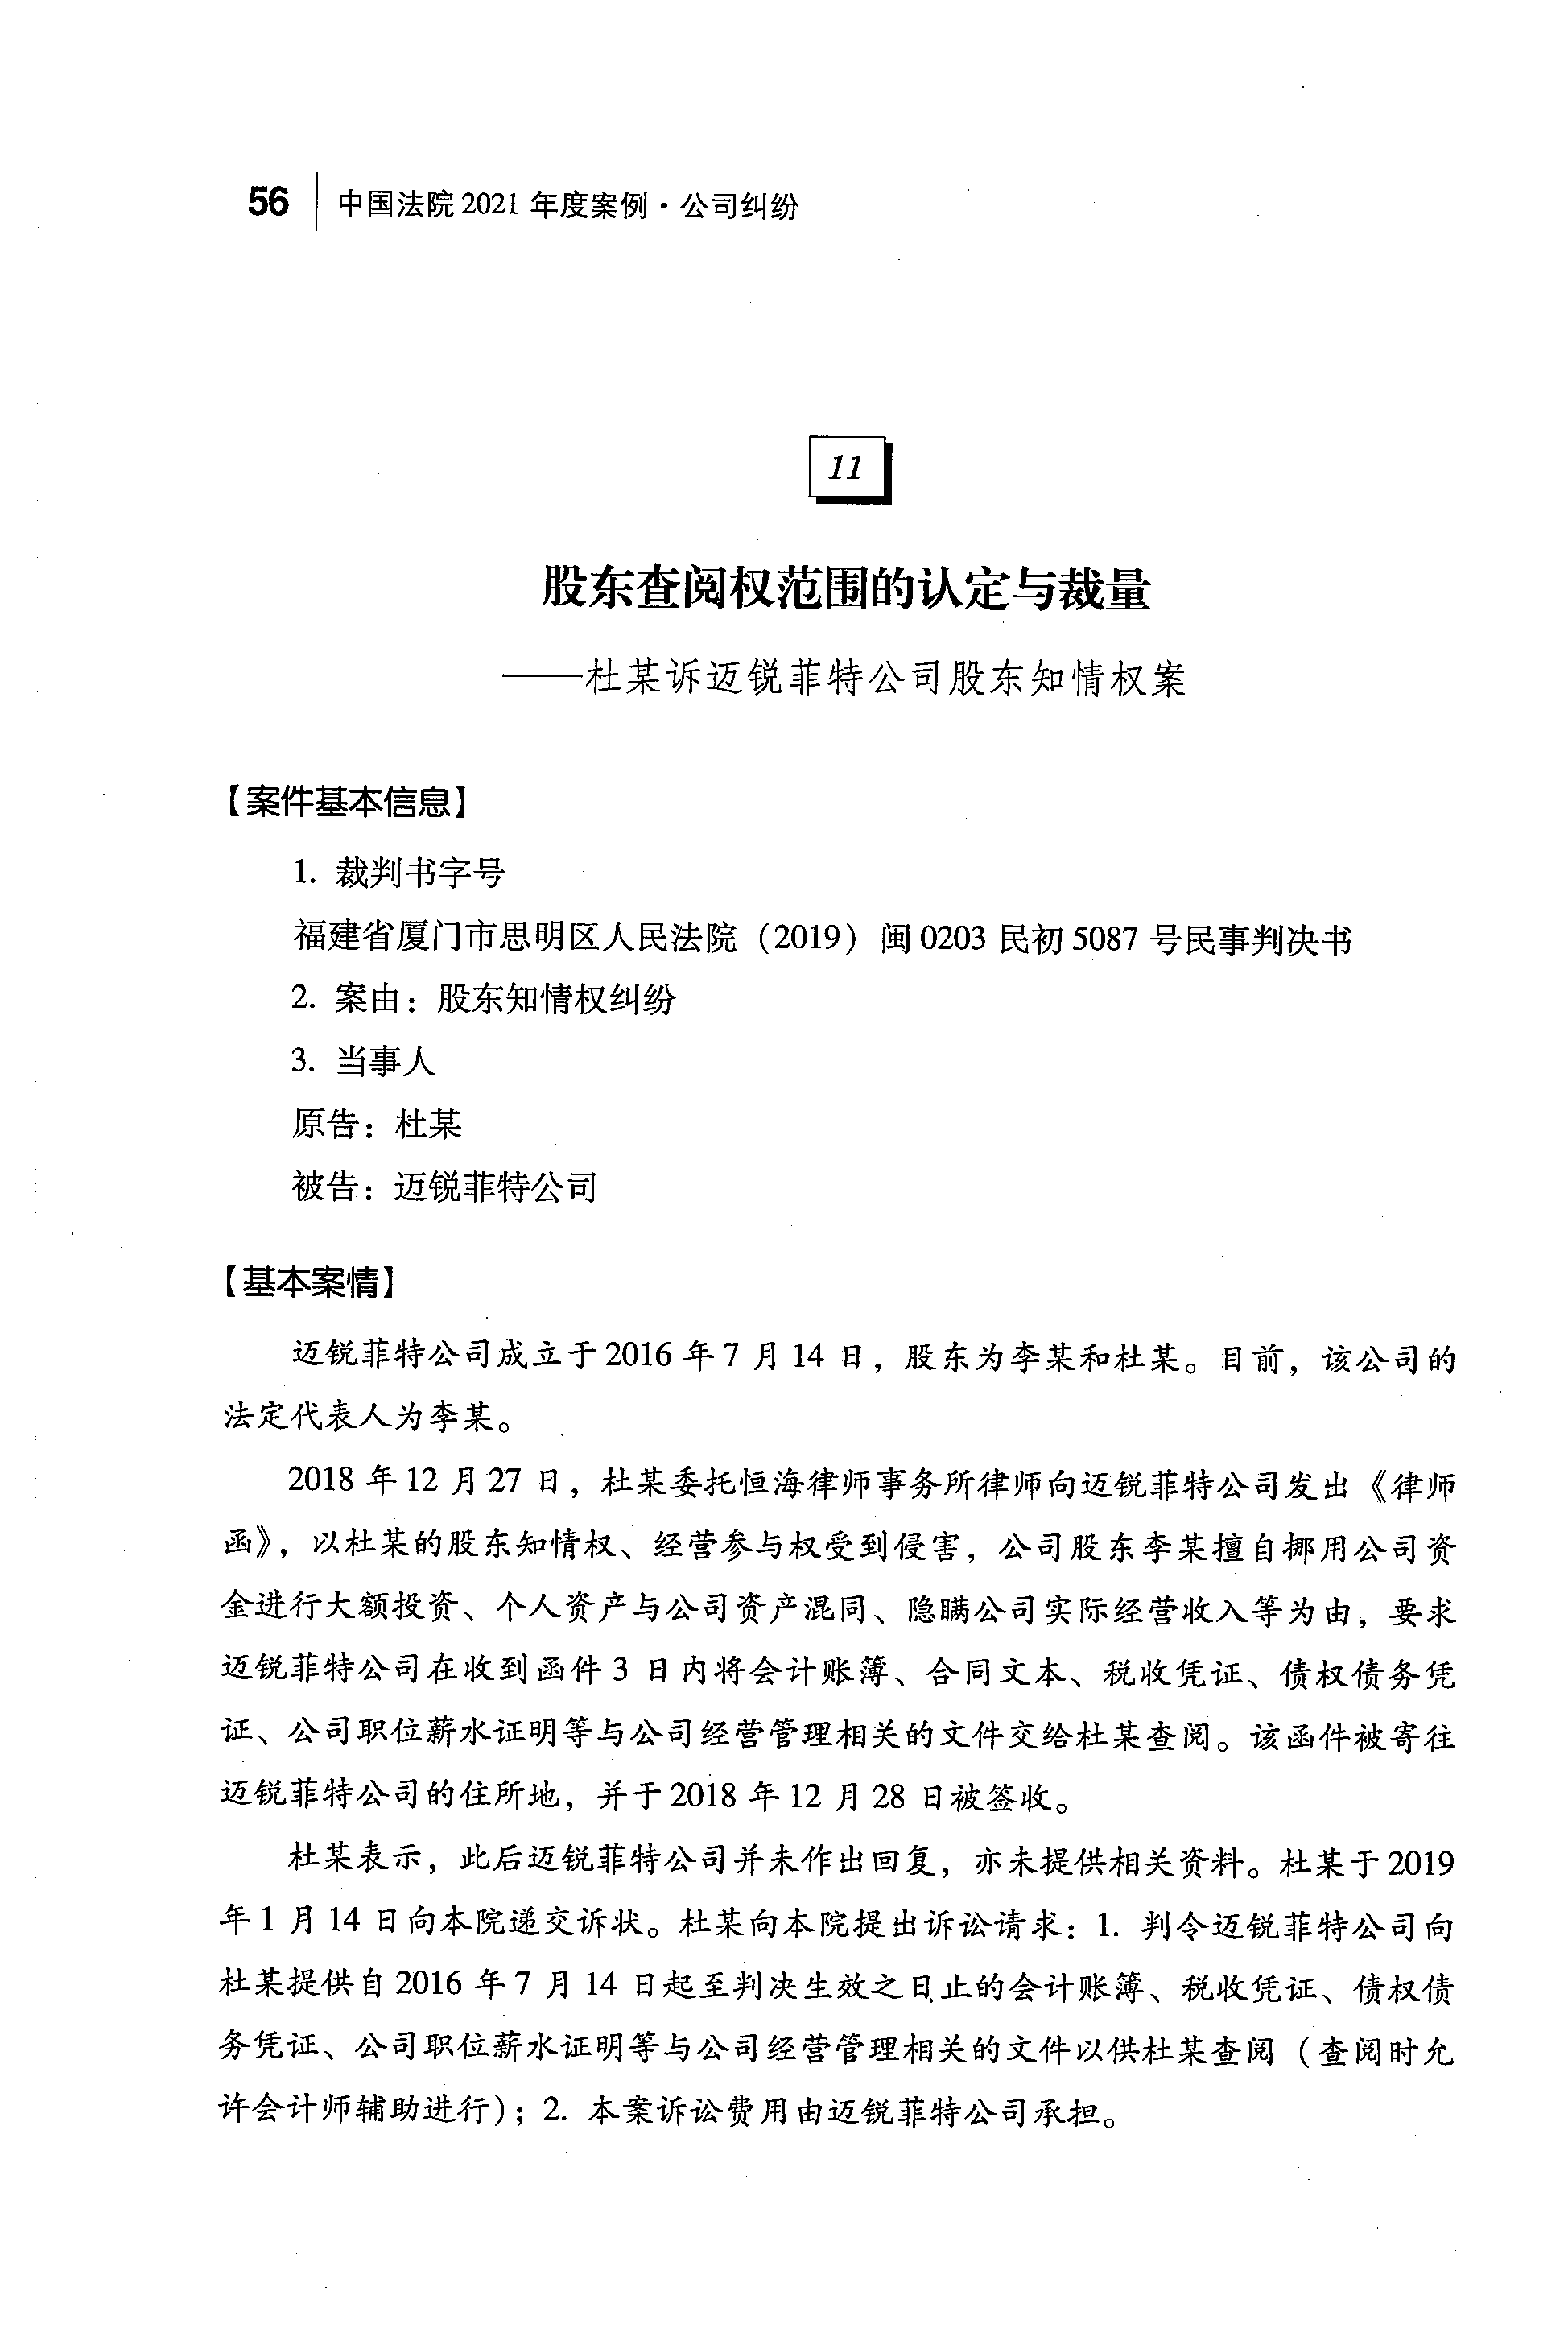 56 中国法院2021年度案例·公司纠纷
11
股东查阅权范围的认定与裁量
——杜某诉迈锐菲特公司股东知情权案
【案件基本信息】
1. 裁判书字号
福建省厦门市思明区人民法院（2019）闽0203民初5087号民事判决书
2. 案由：股东知情权纠纷
3. 当事人
原告：杜某
被告：迈锐菲特公司
【基本案情】
迈锐菲特公司成立于2016年7月14日，股东为李某和杜某。目前，该公司的
法定代表人为李某。
2018年12月27日，杜某委托恒海律师事务所律师向迈锐菲特公司发出《律师
函》，以杜某的股东知情权、经营参与权受到侵害，公司股东李某擅自挪用公司资
金进行大额投资、个人资产与公司资产混同、隐瞒公司实际经营收入等为由，要求
迈锐菲特公司在收到函件3日内将会计账簿、合同文本、税收凭证、债权债务凭
证、公司职位薪水证明等与公司经营管理相关的文件交给杜某查阅。该函件被寄往
迈锐菲特公司的住所地，并于2018年12月28日被签收。
杜某表示，此后迈锐菲特公司并未作出回复，亦未提供相关资料。杜某于2019
年1月14日向本院递交诉状。杜某向本院提出诉讼请求：1. 判令迈锐菲特公司向
杜某提供自2016年7月14日起至判决生效之日止的会计账簿、税收凭证、债权债
务凭证、公司职位薪水证明等与公司经营管理相关的文件以供杜某查阅（查阅时允
许会计师辅助进行）；2. 本案诉讼费用由迈锐菲特公司承担。